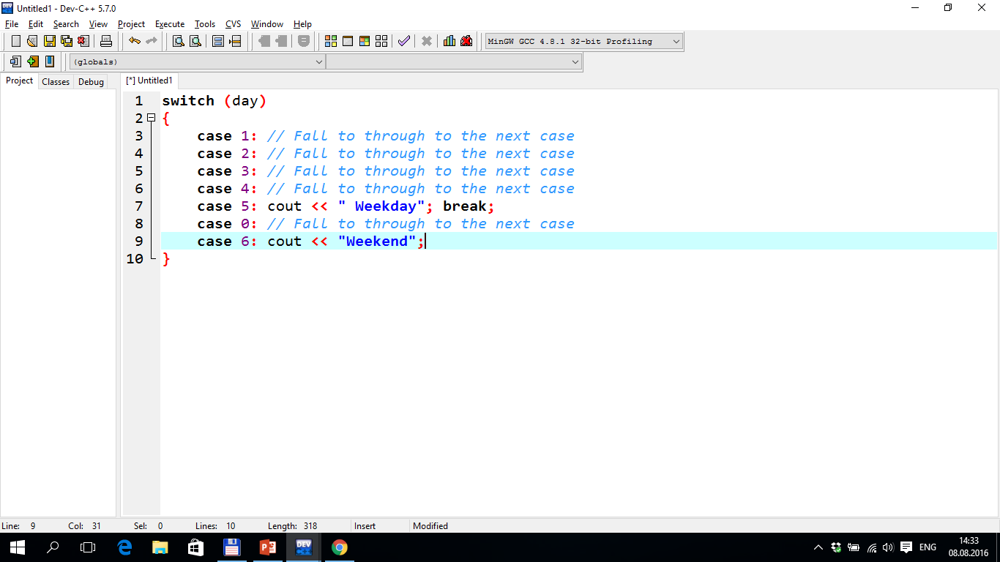 Untitled1 - Dev-C++ 5.7.0
File Edit Search View Project Execute Tools CVS Window Help
MinGW GCC 4.8.1 32-bit Profiling
(globals)
Project Classes Debug [*] Untitled1
1 switch (day)
2 {
3 case 1: // Fall to through to the next case
4 case 2: // Fall to through to the next case
5 case 3: // Fall to through to the next case
6 case 4: // Fall to through to the next case
7 case 5: cout << " Weekday"; break;
8 case 0: // Fall to through to the next case
9 case 6: cout << "Weekend";
10 }
Line: 9 Col: 31 Sel: 0 Lines: 10 Length: 318 Insert Modified
DEV
ENG
14:33
08.08.2016